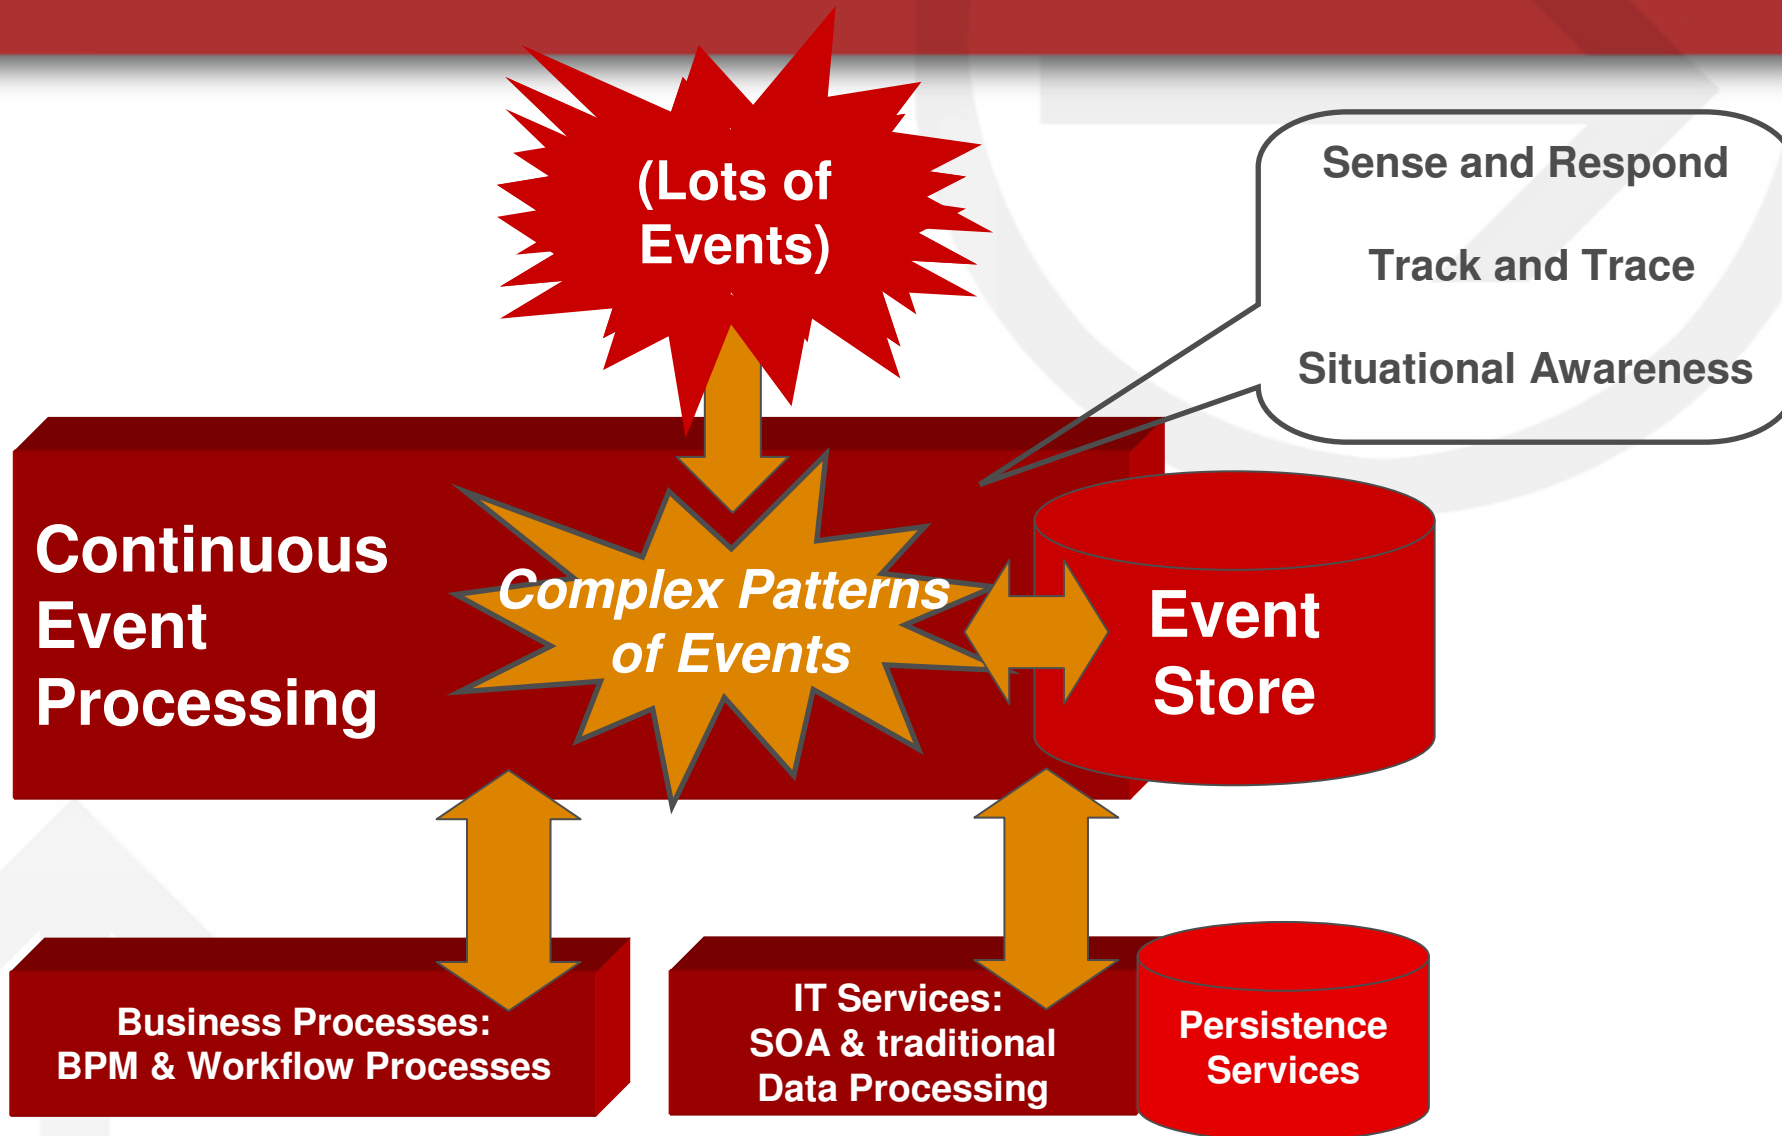 (Lots of
Events)
Sense and Respond
Track and Trace
Situational Awareness
Continuous
Event
Processing
Complex Patterns
of Events
Event
Store
Business Processes:
BPM & Workflow Processes
IT Services:
SOA & traditional
Data Processing
Persistence
Services